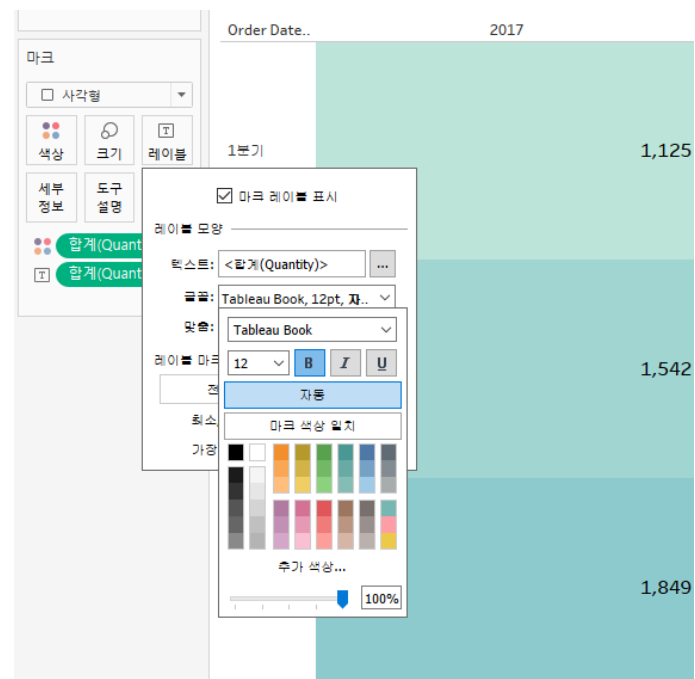 Order Date..
2017
마크
사각형
색상
크기
레이블
1분기
1,125
세부
정보
도구
설명
마크 레이블 표시
합계(Quant
합계(Quant
레이블 모양
텍스트: <합계(Quantity)> ...
글꼴: Tableau Book, 12pt, 자..
맞춤:
Tableau Book
레이블 마크
12 B I U
전
자동
1,542
최소
마크 색상 일치
가장
추가 색상...
100%
1,849